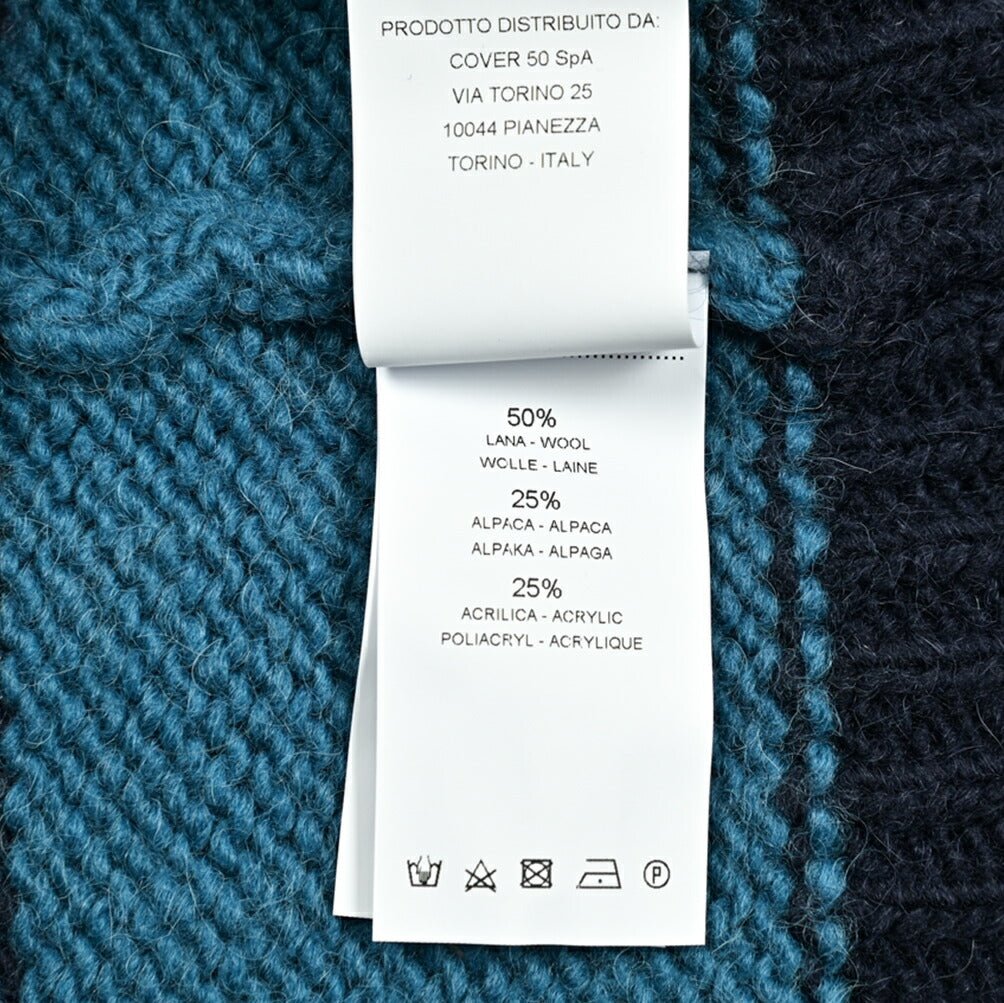 PRODOTTO DISTRIBUITO DA:
COVER 50 SpA
VIA TORINO 25
10044 PIANEZZA
TORINO - ITALY
50%
LANA - WOOL
WOLLE - LAINE
25%
ALPACA - ALPACA
ALPAKA - ALPAGA
25%
ACRILICA - ACRYLIC
POLIACRYL - ACRYLIQUE
P